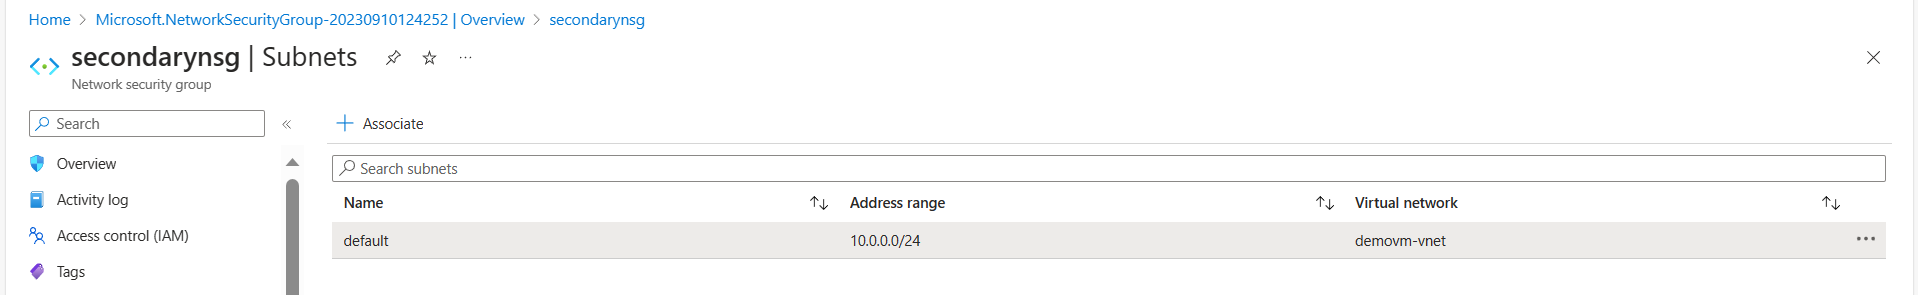 Home > Microsoft.NetworkSecurityGroup-20230910124252 | Overview > secondarynsg
secondarynsg | Subnets
Network security group
Search
Associate
Overview
Search subnets
Activity log
Name Address range Virtual network
Access control (IAM)
default 10.0.0.0/24 demovm-vnet
Tags